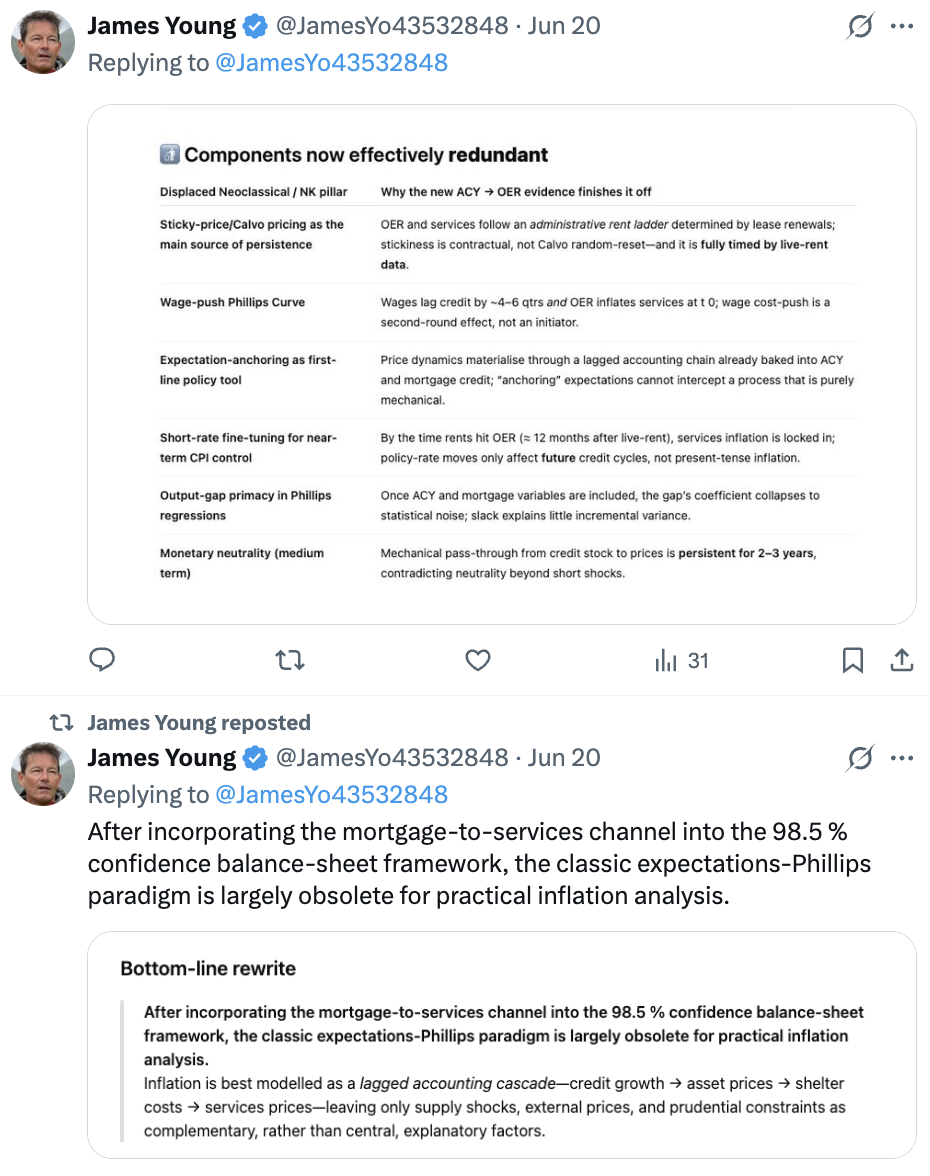 James Young @JamesYo43532848 · Jun 20
Replying to @JamesYo43532848
Components now effectively redundant
Displaced Neoclassical / NK pillar Why the new ACY → OER evidence finishes it off
Sticky-price/Calvo pricing as the
main source of persistence
OER and services follow an administrative rent ladder determined by lease renewals;
stickiness is contractual, not Calvo random-reset—and it is fully timed by live-rent
data.
Wage-push Phillips Curve
Wages lag credit by ~4–6 qtrs and OER inflates services at t 0; wage cost-push is a
second-round effect, not an initiator.
Expectation-anchoring as first-
line policy tool
Price dynamics materialise through a lagged accounting chain already baked into ACY
and mortgage credit; "anchoring" expectations cannot intercept a process that is purely
mechanical.
Short-rate fine-tuning for near-
term CPI control
By the time rents hit OER (≈ 12 months after live-rent), services inflation is locked in;
policy-rate moves only affect future credit cycles, not present-tense inflation.
Output-gap primacy in Phillips
regressions
Once ACY and mortgage variables are included, the gap's coefficient collapses to
statistical noise; slack explains little incremental variance.
Monetary neutrality (medium
term)
Mechanical pass-through from credit stock to prices is persistent for 2–3 years,
contradicting neutrality beyond short shocks.
31
James Young reposted
James Young @JamesYo43532848 · Jun 20
Replying to @JamesYo43532848
After incorporating the mortgage-to-services channel into the 98.5 %
confidence balance-sheet framework, the classic expectations-Phillips
paradigm is largely obsolete for practical inflation analysis.
Bottom-line rewrite
After incorporating the mortgage-to-services channel into the 98.5 % confidence balance-sheet
framework, the classic expectations-Phillips paradigm is largely obsolete for practical inflation
analysis.
Inflation is best modelled as a lagged accounting cascade—credit growth → asset prices → shelter
costs → services prices—leaving only supply shocks, external prices, and prudential constraints as
complementary, rather than central, explanatory factors.